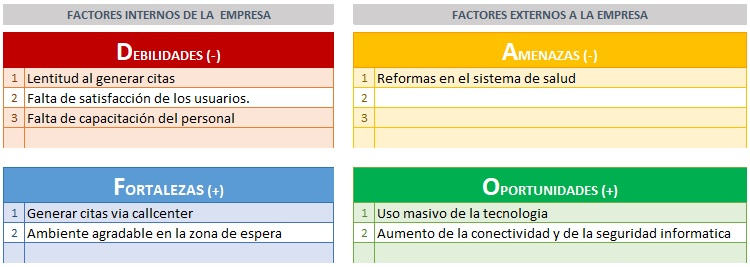 FACTORES INTERNOS DE LA EMPRESA
DEBILIDADES (-)
1 Lentitud al generar citas
2 Falta de satisfacción de los usuarios.
3 Falta de capacitación del personal
FACTORES EXTERNOS A LA EMPRESA
AMENAZAS (-)
1 Reformas en el sistema de salud
2
3
FORTALEZAS (+)
1 Generar citas via callcenter
2 Ambiente agradable en la zona de espera
OPORTUNIDADES (+)
1 Uso masivo de la tecnologia
2 Aumento de la conectividad y de la seguridad informatica